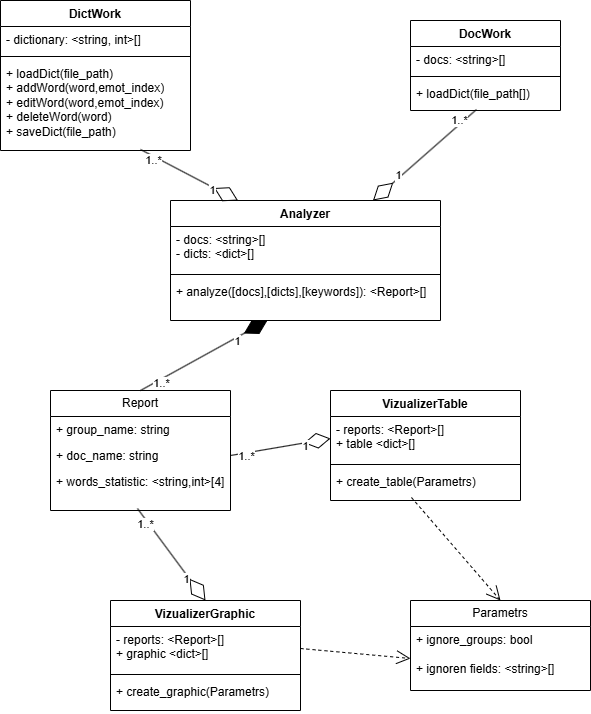 DictWork
- dictionary: <string, int>[]
+ loadDict(file_path)
+ addWord(word,emot_index)
+ editWord(word,emot_index)
+ deleteWord(word)
+ saveDict(file_path)
DocWork
- docs: <string>[]
+ loadDict(file_path[])
1..*
1
1..*
1
Analyzer
- docs: <string>[]
- dicts: <dict>[]
+ analyze([docs],[dicts],[keywords]): <Report>[]
1
1..*
Report
+ group_name: string
+ doc_name: string
+ words_statistic: <string,int>[4]
1..*
1
VizualizerTable
- reports: <Report>[]
+ table <dict>[]
+ create_table(Parametrs)
1..*
1
VizualizerGraphic
- reports: <Report>[]
+ graphic <dict>[]
+ create_graphic(Parametrs)
Parametrs
+ ignore_groups: bool
+ ignoren fields: <string>[]